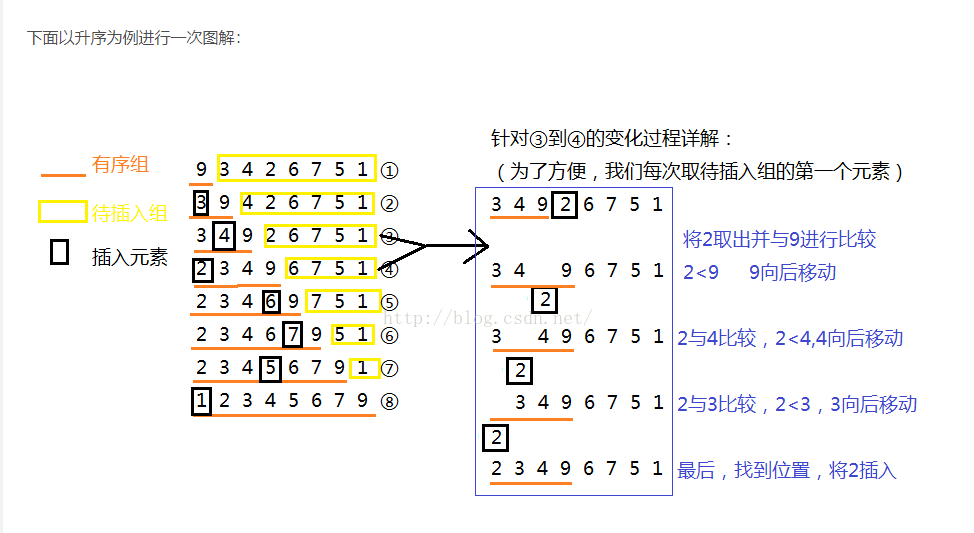 下面以升序为例进行一次图解：
有序组
待插入组
插入元素
9 3 4 2 6 7 5 1 ①
3 9 4 2 6 7 5 1 ②
3 4 9 2 6 7 5 1 ③
2 3 4 9 6 7 5 1 ④
2 3 4 6 9 7 5 1 ⑤
2 3 4 6 7 9 5 1 ⑥
2 3 4 5 6 7 9 1 ⑦
1 2 3 4 5 6 7 9 ⑧
针对③到④的变化过程详解：
（为了方便，我们每次取待插入组的第一个元素）
3 4 9 2 6 7 5 1
将2取出并与9进行比较
3 4 9 6 7 5 1 2<9 9向后移动
2
3 4 9 6 7 5 1 2与4比较，2<4,4向后移动
2
3 4 9 6 7 5 1 2与3比较，2<3，3向后移动
2
2 3 4 9 6 7 5 1 最后，找到位置，将2插入
http://blog.csdn.net/